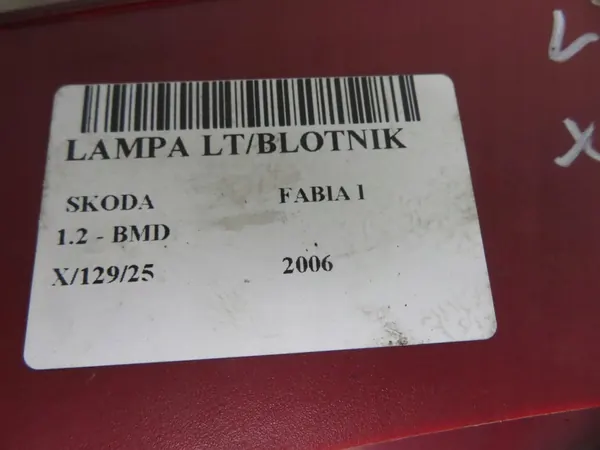 LAMPA LT/BLOTNIK
SKODA FABIA I
1.2 - BMD
X/129/25 2006
X